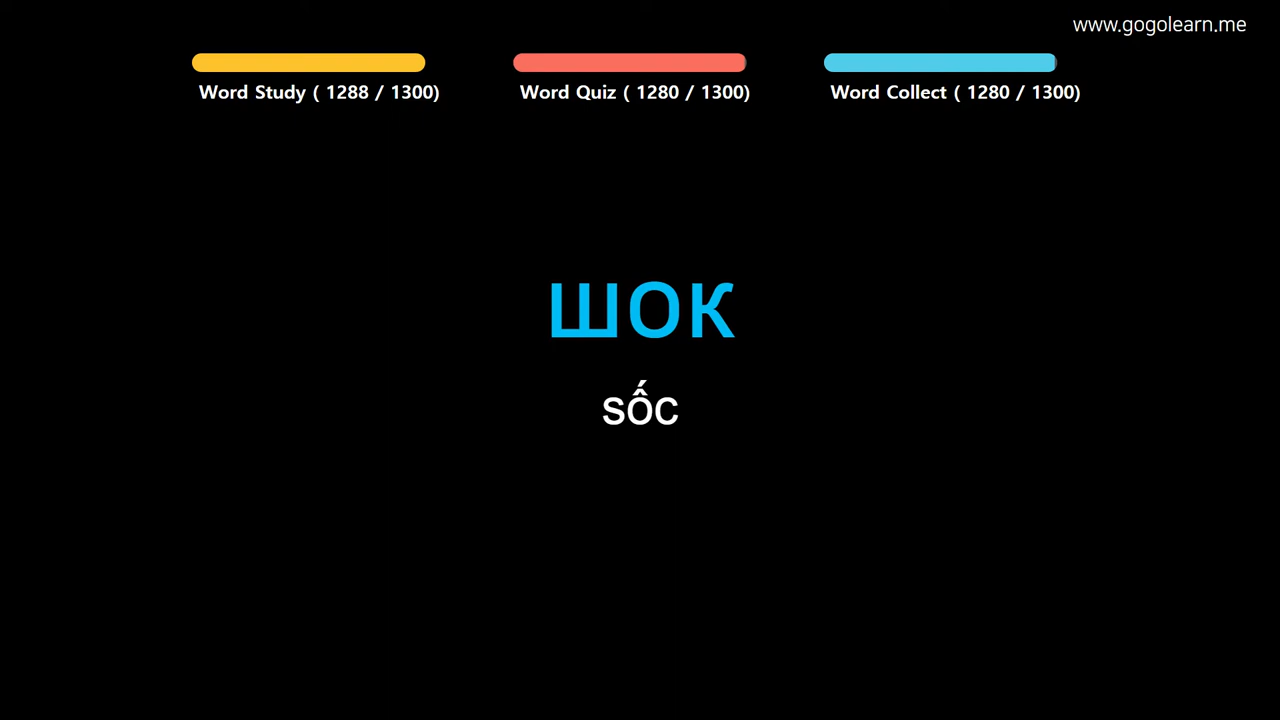 www.gogolearn.me
Word Study ( 1288 / 1300)
Word Quiz ( 1280 / 1300)
Word Collect ( 1280 / 1300)
шок
sốc